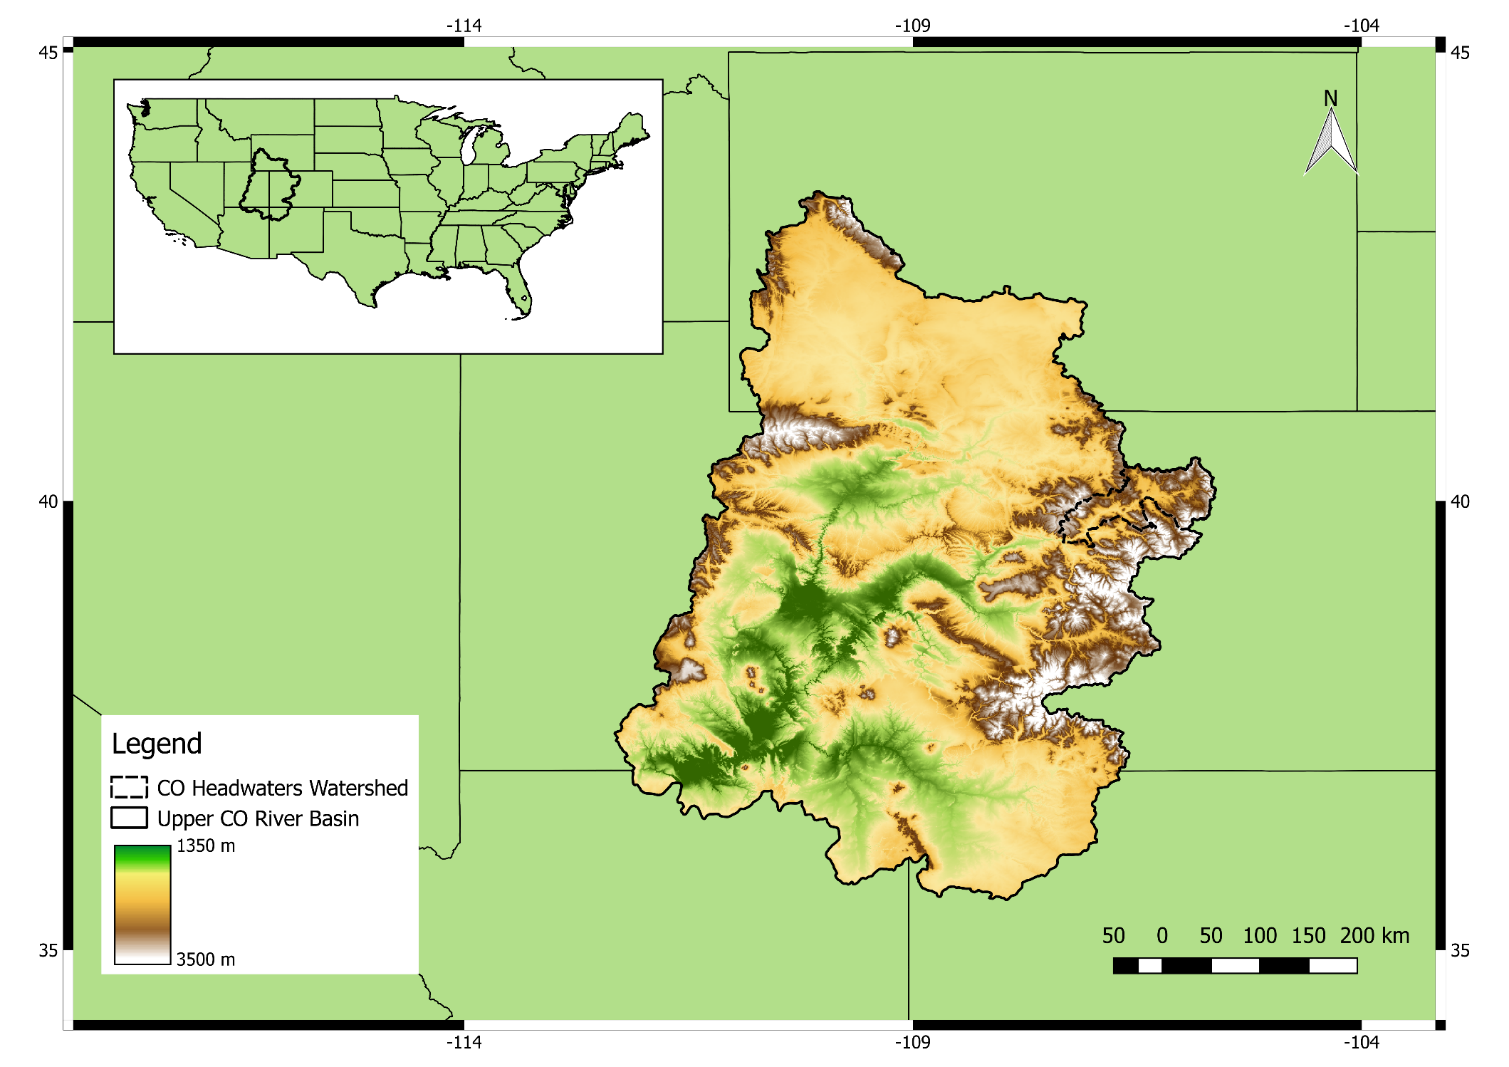 -114 -109 -104
45 45
N
40 40
Legend
CO Headwaters Watershed
Upper CO River Basin
1350 m
3500 m
50 0 50 100 150 200 km
35 35
-114 -109 -104